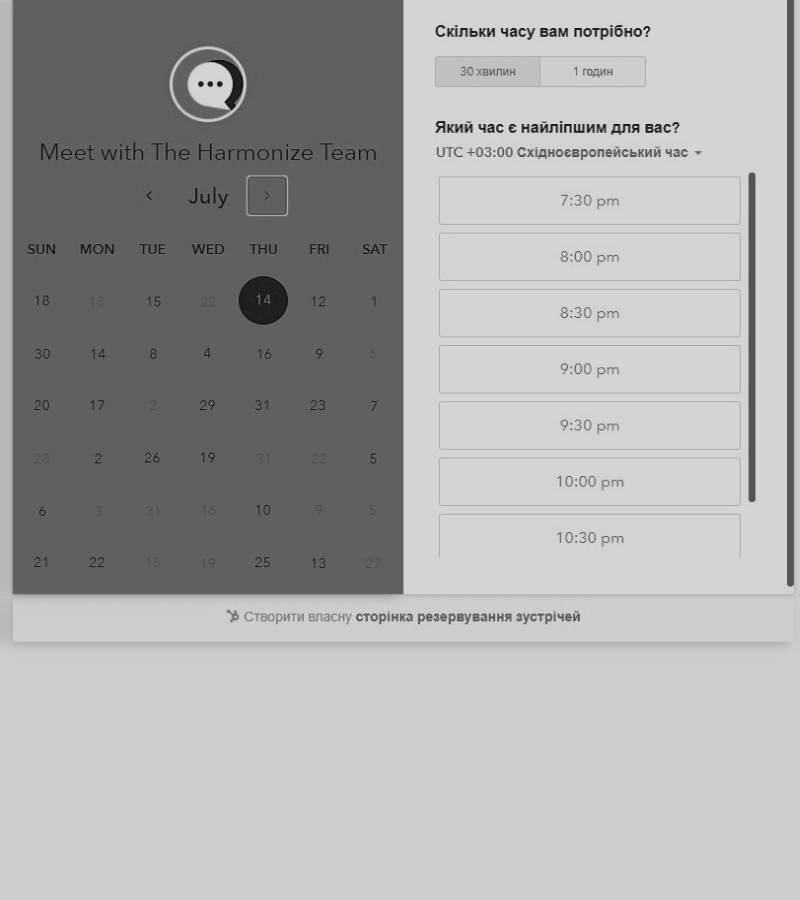 Meet with The Harmonize Team
July
SUN MON TUE WED THU FRI SAT
18 18 15 22 14 12 1
30 14 8 4 16 9 6
20 17 2 29 31 23 7
28 2 26 19 31 22 5
6 3 31 16 10 9 5
21 22 15 19 25 13 27
Скільки часу вам потрібно?
30 хвилин 1 годин
Який час є найліпшим для вас?
UTC +03:00 Східноєвропейський час
7:30 pm
8:00 pm
8:30 pm
9:00 pm
9:30 pm
10:00 pm
10:30 pm
Створити власну сторінка резервування зустрічей